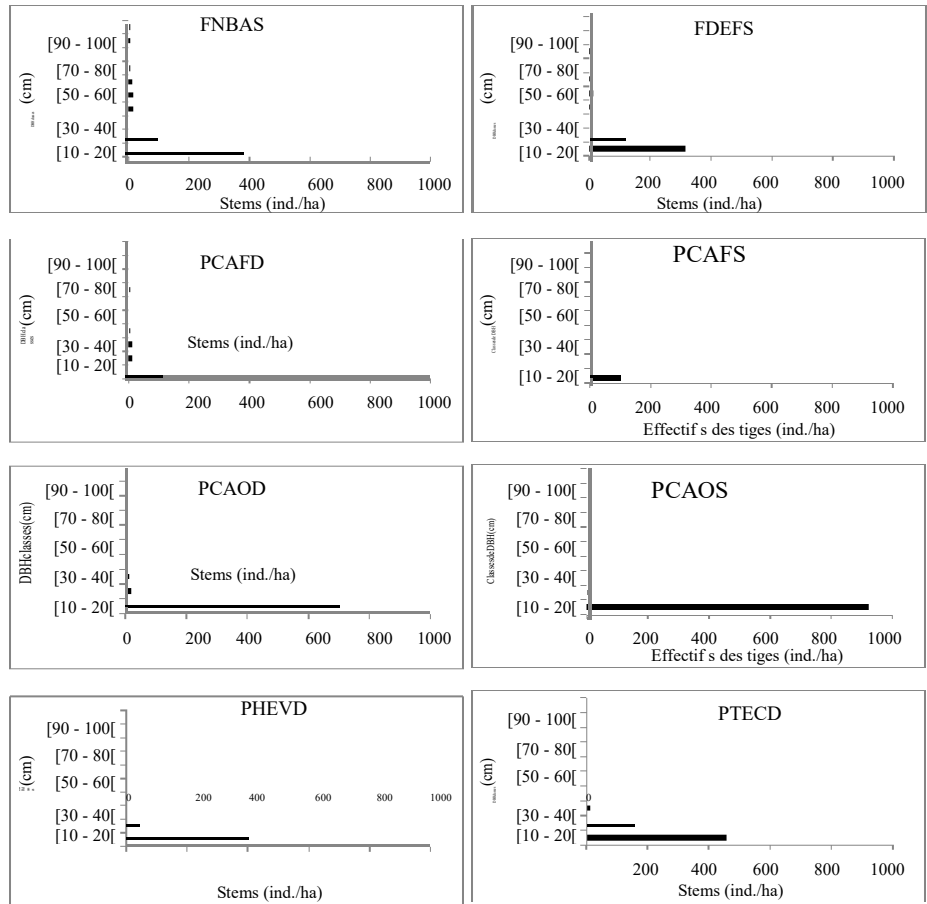 FNBAS
[90 - 100[
[70 - 80[
[50 - 60[
[30 - 40[
[10 - 20[
(cm)
0 200 400 600 800 1000
Stems (ind./ha)
FDEFS
[90 - 100[
[70 - 80[
[50 - 60[
[30 - 40[
[10 - 20[
(cm)
0 200 400 600 800 1000
Stems (ind./ha)
PCAFD
[90 - 100[
[70 - 80[
[50 - 60[
[30 - 40[
[10 - 20[
(cm)
Stems (ind./ha)
0 200 400 600 800 1000
PCAFS
[90 - 100[
[70 - 80[
[50 - 60[
[30 - 40[
[10 - 20[
Classes de DBH (cm)
0 200 400 600 800 1000
Effectif s des tiges (ind./ha)
PCAOD
[90 - 100[
[70 - 80[
[50 - 60[
[30 - 40[
[10 - 20[
DBHclasses(cm)
Stems (ind./ha)
0 200 400 600 800 1000
PCAOS
[90 - 100[
[70 - 80[
[50 - 60[
[30 - 40[
[10 - 20[
ClassesdeDBH(cm)
0 200 400 600 800 1000
Effectif s des tiges (ind./ha)
PHEVD
[90 - 100[
[70 - 80[
[50 - 60[
[30 - 40[
[10 - 20[
(cm)
0 200 400 600 800 1000
Stems (ind./ha)
PTECD
[90 - 100[
[70 - 80[
[50 - 60[
[30 - 40[
[10 - 20[
(cm)
0
200 400 600 800 1000
Stems (ind./ha)